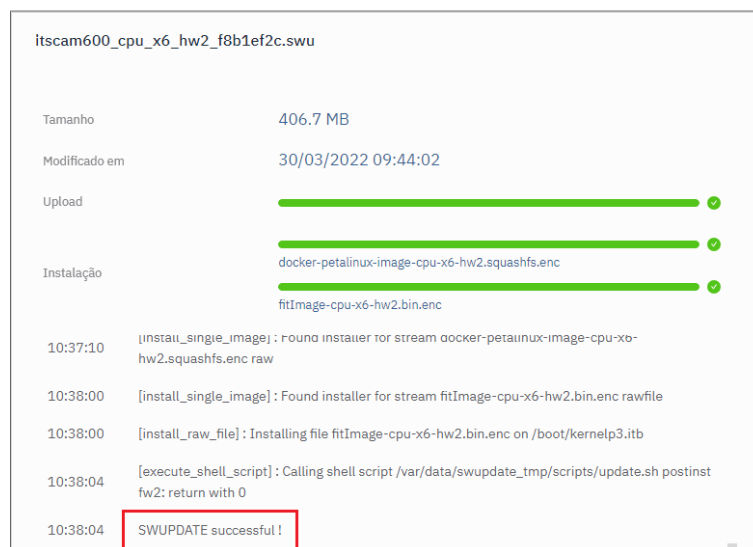 itscam600_cpu_x6_hw2_f8b1ef2c.swu
Tamanho 406.7 MB
Modificado em 30/03/2022 09:44:02
Upload
Instalação
docker-petalinux-image-cpu-x6-hw2.squashfs.enc
fitImage-cpu-x6-hw2.bin.enc
10:37:10 [install_single_image] : Found installer for stream docker-petalinux-image-cpu-x6-
hw2.squashfs.enc raw
10:38:00 [install_single_image] : Found installer for stream fitImage-cpu-x6-hw2.bin.enc rawfile
10:38:00 [install_raw_file] : Installing file fitImage-cpu-x6-hw2.bin.enc on /boot/kernelp3.itb
10:38:04 [execute_shell_script] : Calling shell script /var/data/swupdate_tmp/scripts/update.sh postinst
fw2: return with 0
10:38:04 SWUPDATE successful !